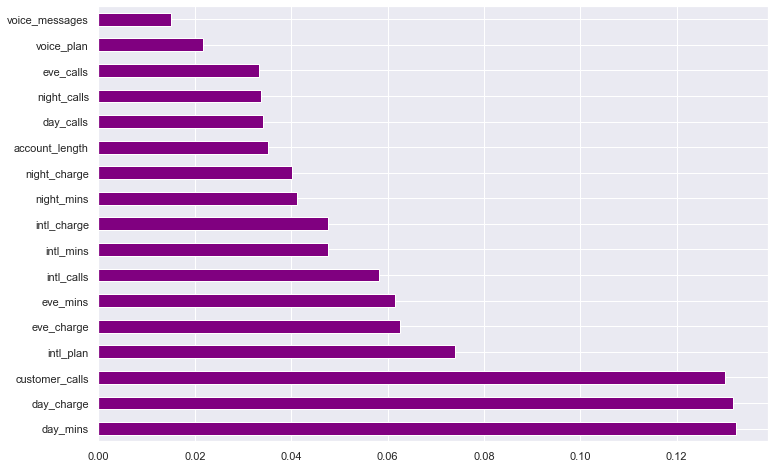 voice_messages
voice_plan
eve_calls
night_calls
day_calls
account_length
night_charge
night_mins
intl_charge
intl_mins
intl_calls
eve_mins
eve_charge
intl_plan
customer_calls
day_charge
day_mins
0.00 0.02 0.04 0.06 0.08 0.10 0.12